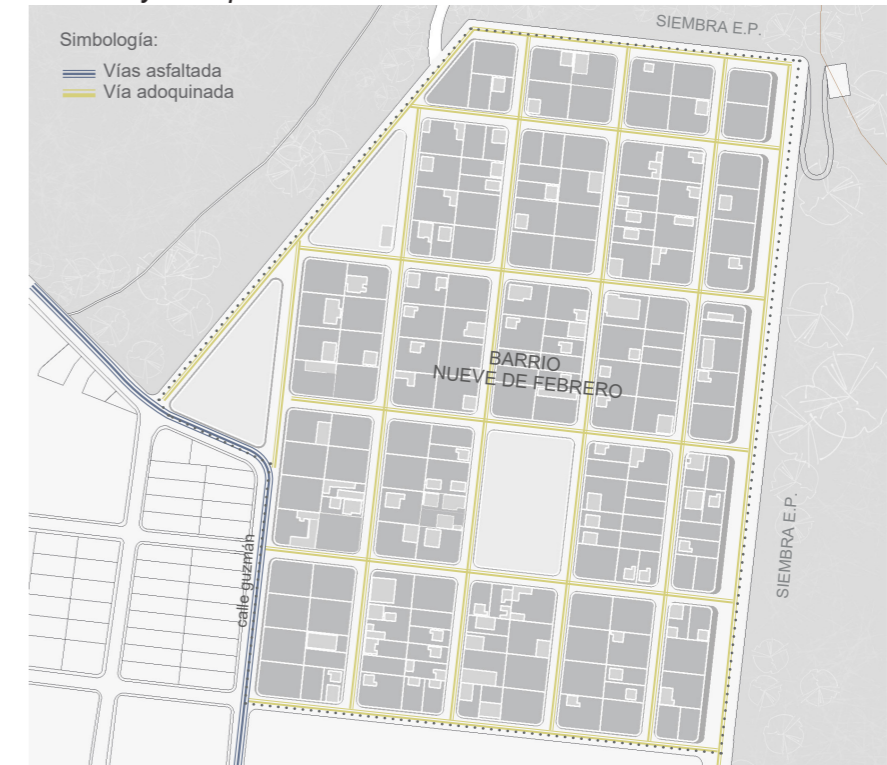 Simbología:
Vías asfaltada
Vía adoquinada
SIEMBRA E.P.
BARRIO
NUEVE DE FEBRERO
SIEMBRA E.P.
calle guzmán